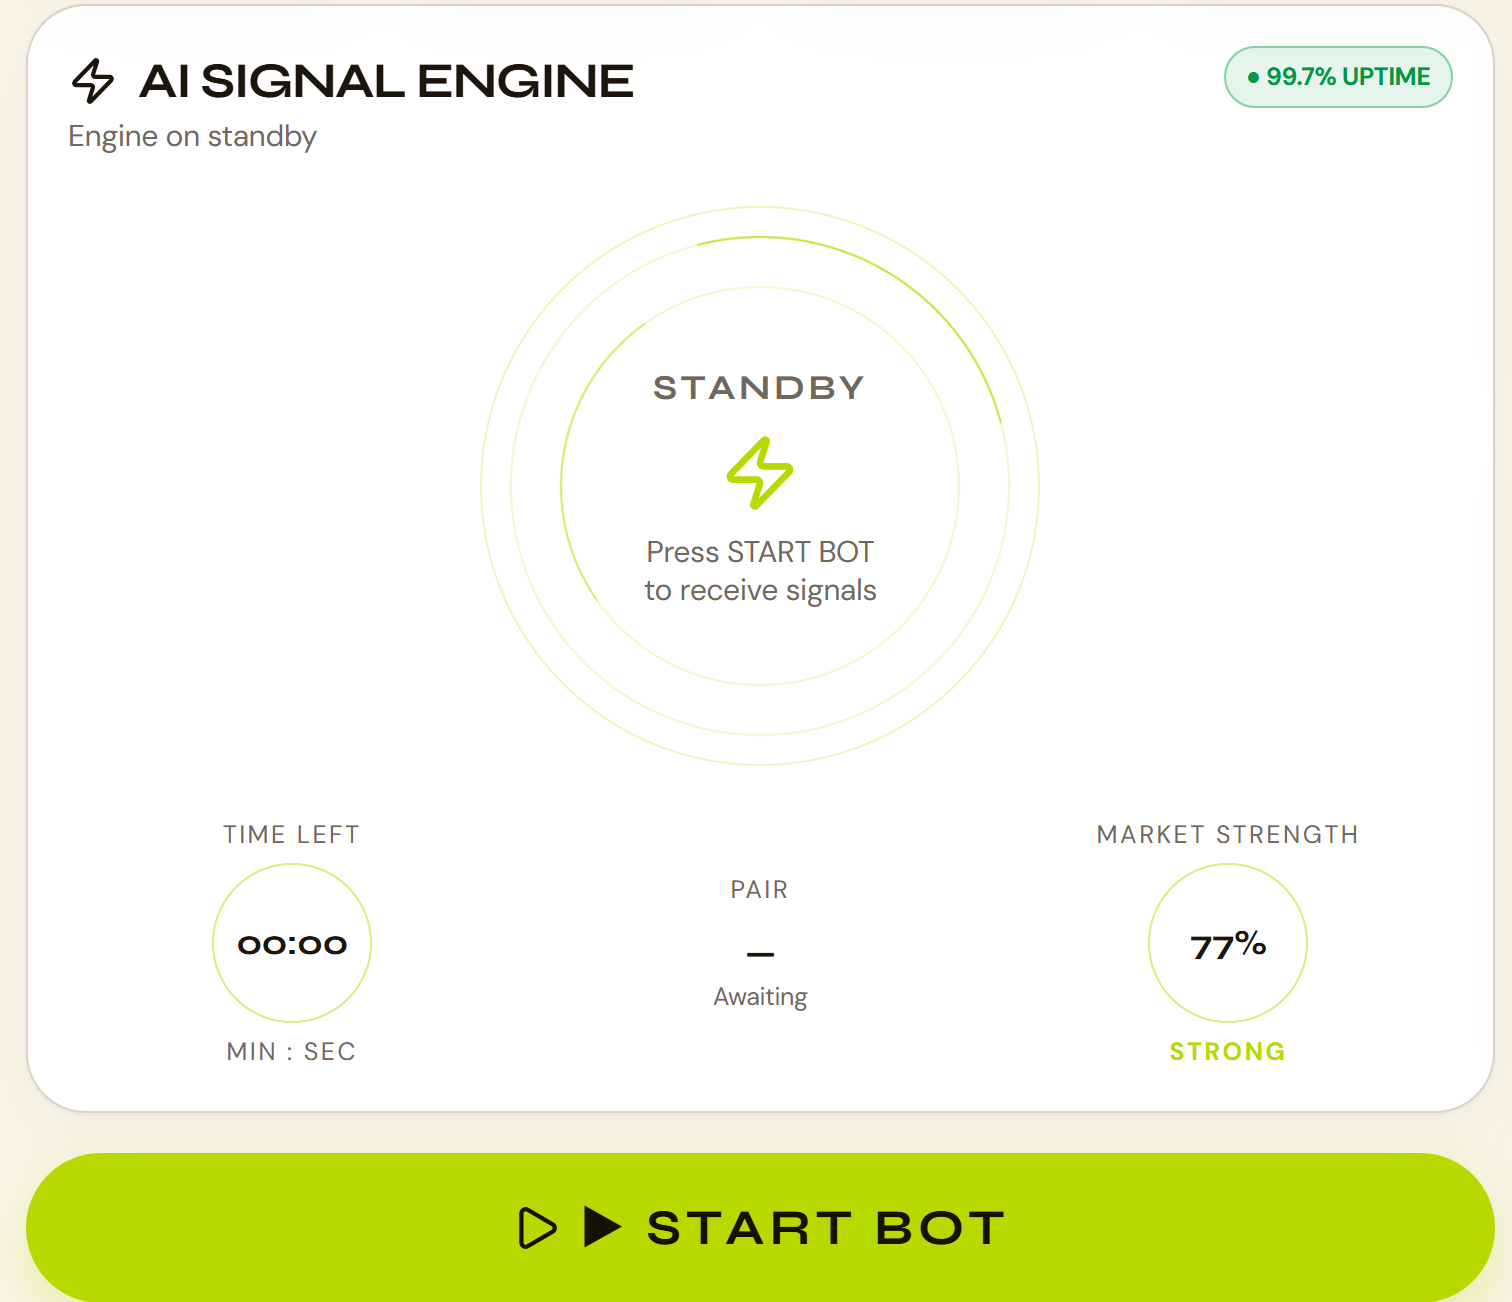 AI SIGNAL ENGINE
● 99.7% UPTIME
Engine on standby
STANDBY
Press START BOT
to receive signals
TIME LEFT
00:00
MIN : SEC
PAIR
—
Awaiting
MARKET STRENGTH
77%
STRONG
▶ START BOT